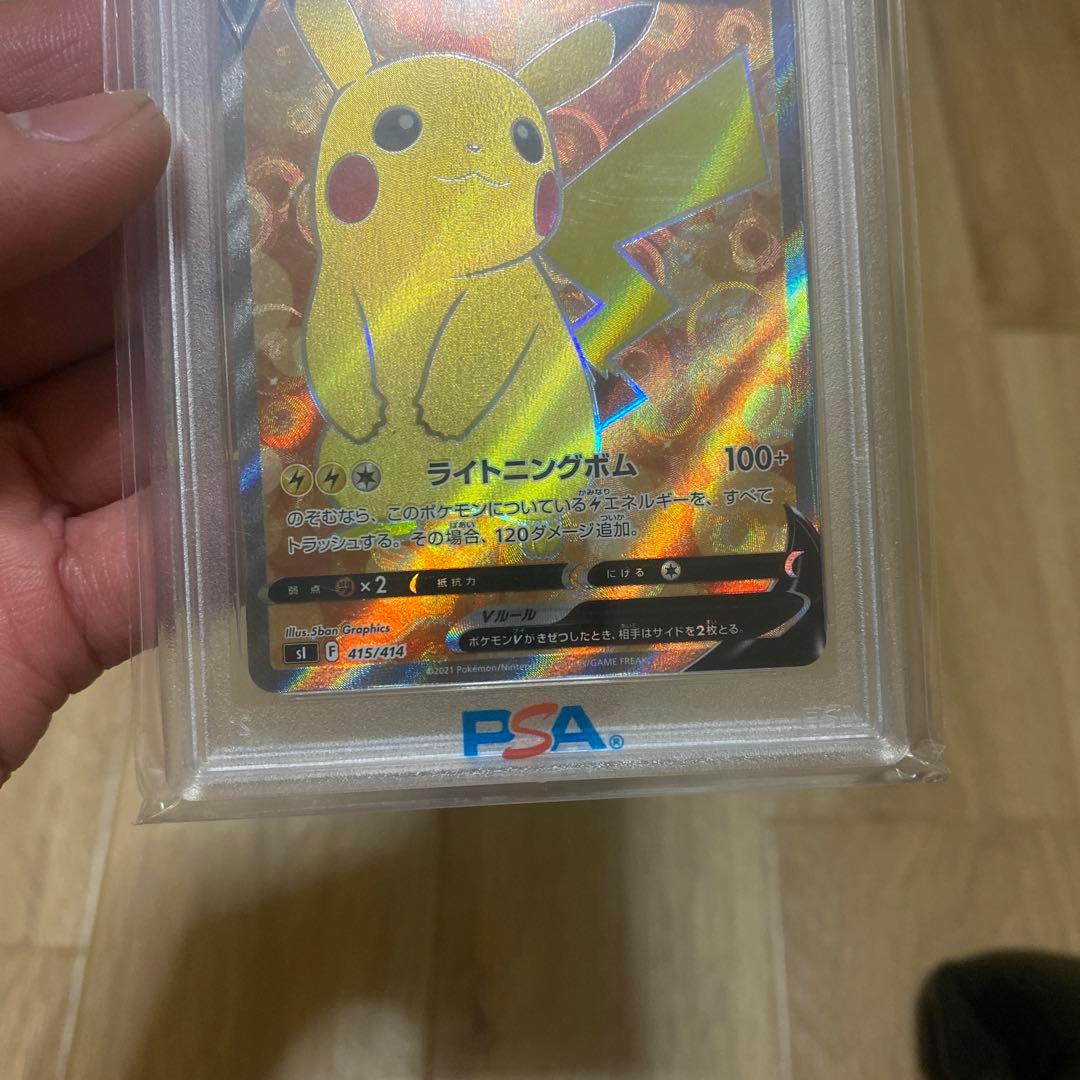 ライトニングボム 100+
のぞむなら、このポケモンについているエネルギーを、すべて
トラッシュする。その場合、120ダメージ追加。
弱点 ×2 抵抗力 にげる
Vルール
ポケモンVがきぜつしたとき、相手はサイドを2枚とる。
Illus.5ban Graphics
sI F 415/414
©2021 Pokémon/Ninten /GAME FREAK
PSA®